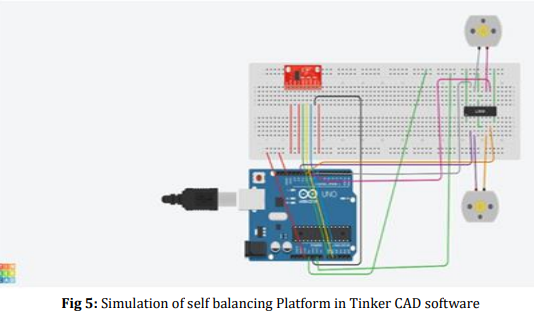 UNO
Fig 5: Simulation of self balancing Platform in Tinker CAD software